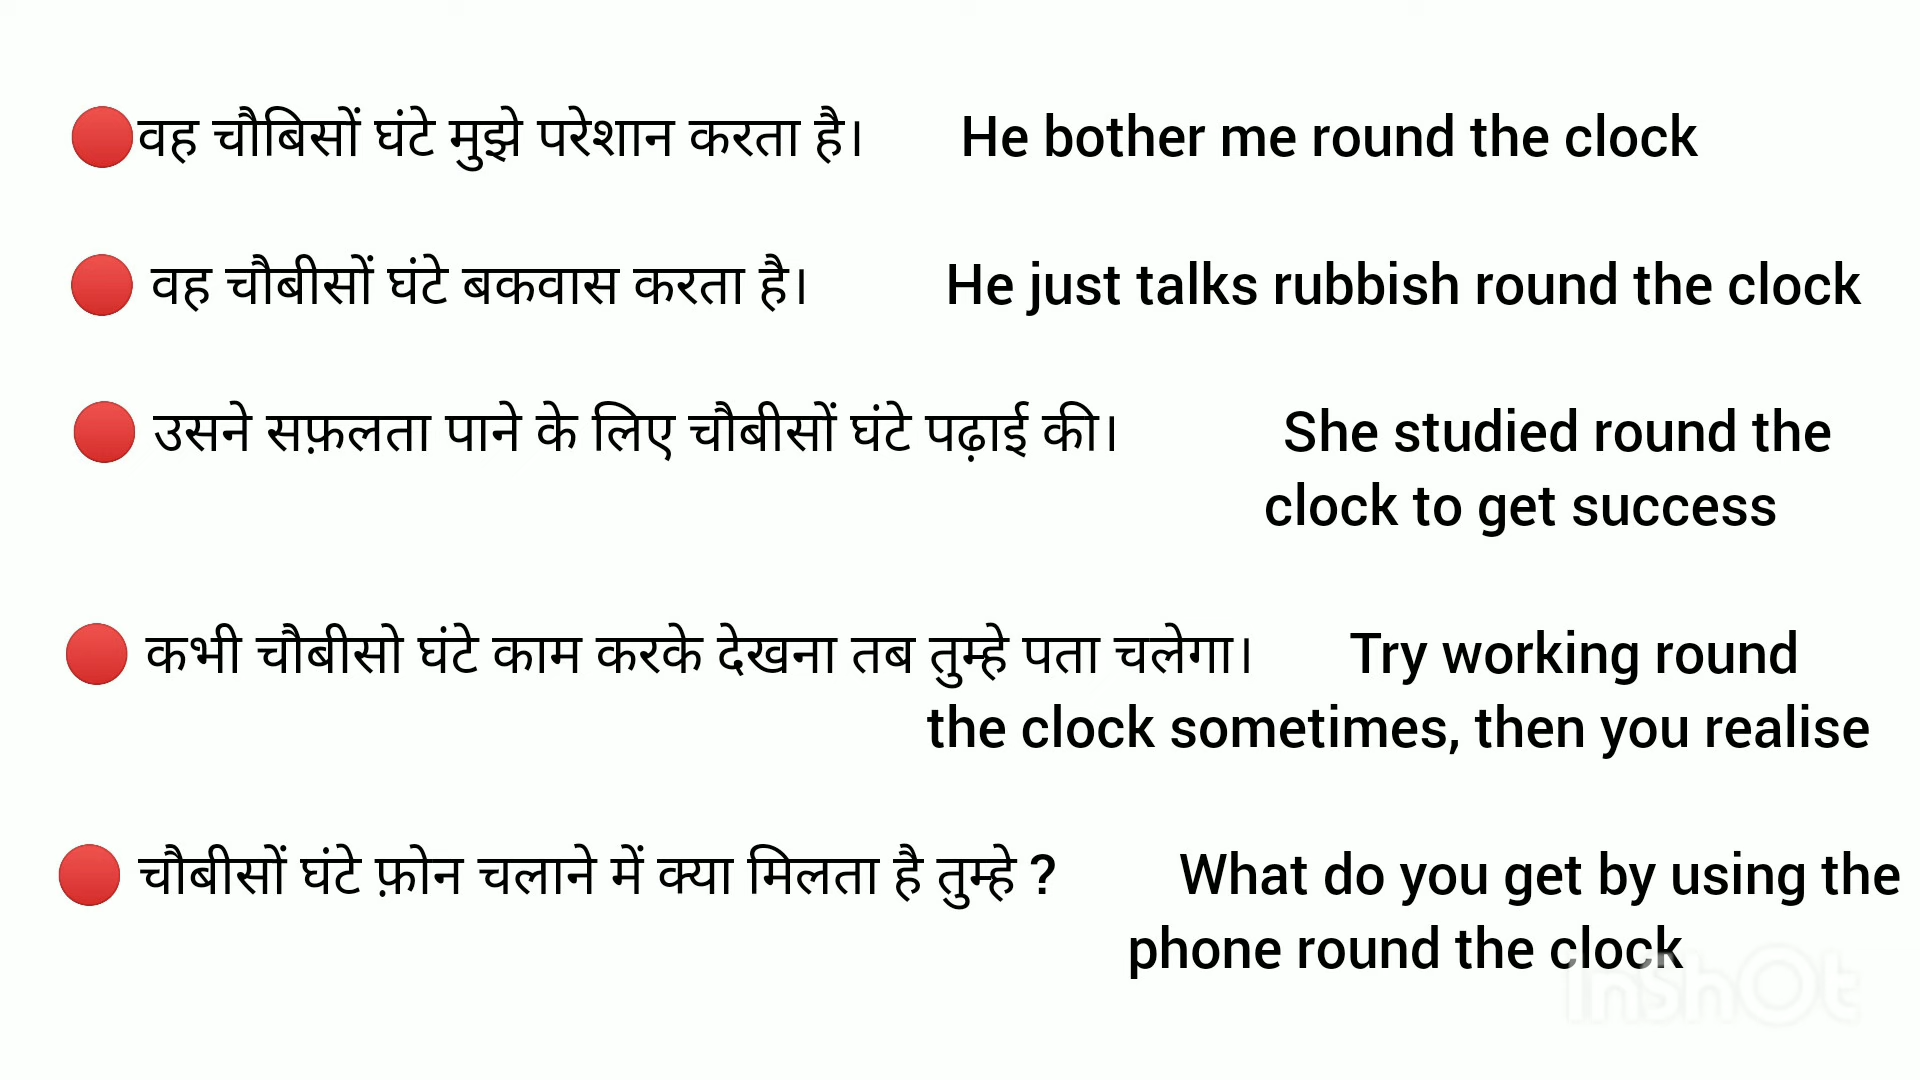 वह चौबिसों घंटे मुझे परेशान करता है। He bother me round the clock
वह चौबीसों घंटे बकवास करता है। He just talks rubbish round the clock
उसने सफ़लता पाने के लिए चौबीसों घंटे पढ़ाई की। She studied round the
clock to get success
कभी चौबीसो घंटे काम करके देखना तब तुम्हे पता चलेगा। Try working round
the clock sometimes, then you realise
चौबीसों घंटे फ़ोन चलाने में क्या मिलता है तुम्हे ? What do you get by using the
phone round the clock
InShOt